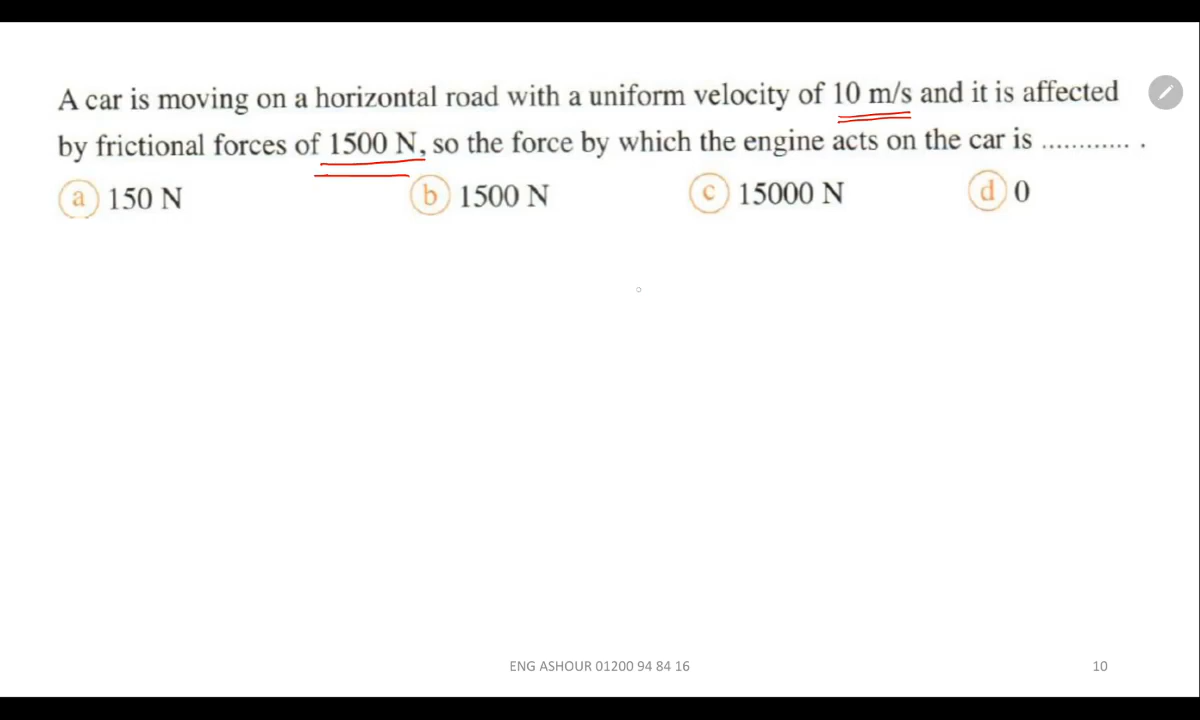 A car is moving on a horizontal road with a uniform velocity of 10 m/s and it is affected
by frictional forces of 1500 N, so the force by which the engine acts on the car is ............ .
a 150 N b 1500 N c 15000 N d 0
ENG ASHOUR 01200 94 84 16 10